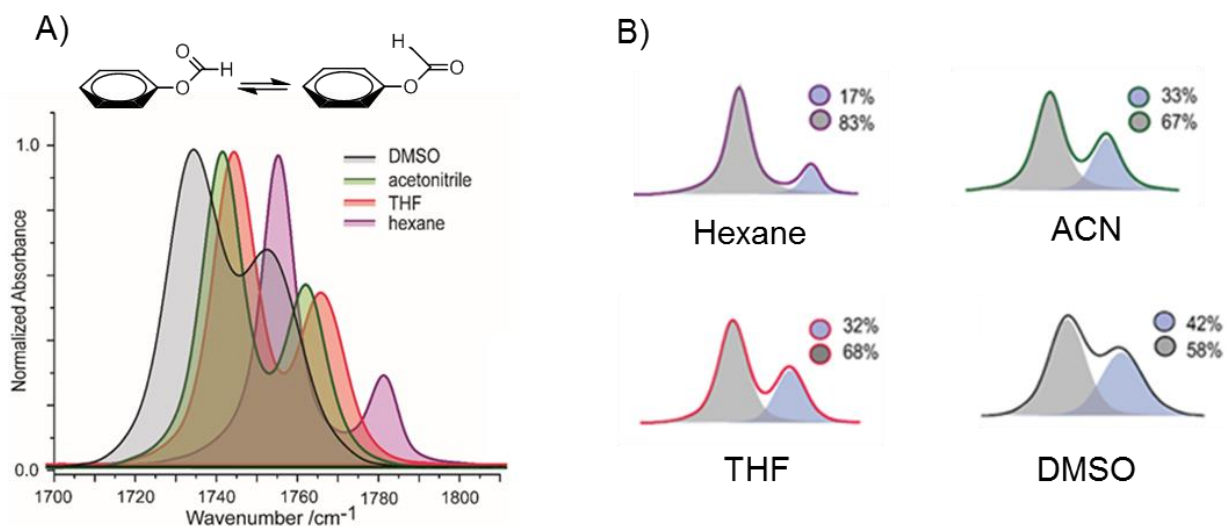 A)
O
H
O
H
O
O
1.0
0.0
Normalized Absorbance
DMSO
acetonitrile
THF
hexane
1700 1720 1740 1760 1780 1800
Wavenumber /cm⁻¹
B)
17%
83%
Hexane
33%
67%
ACN
32%
68%
THF
42%
58%
DMSO